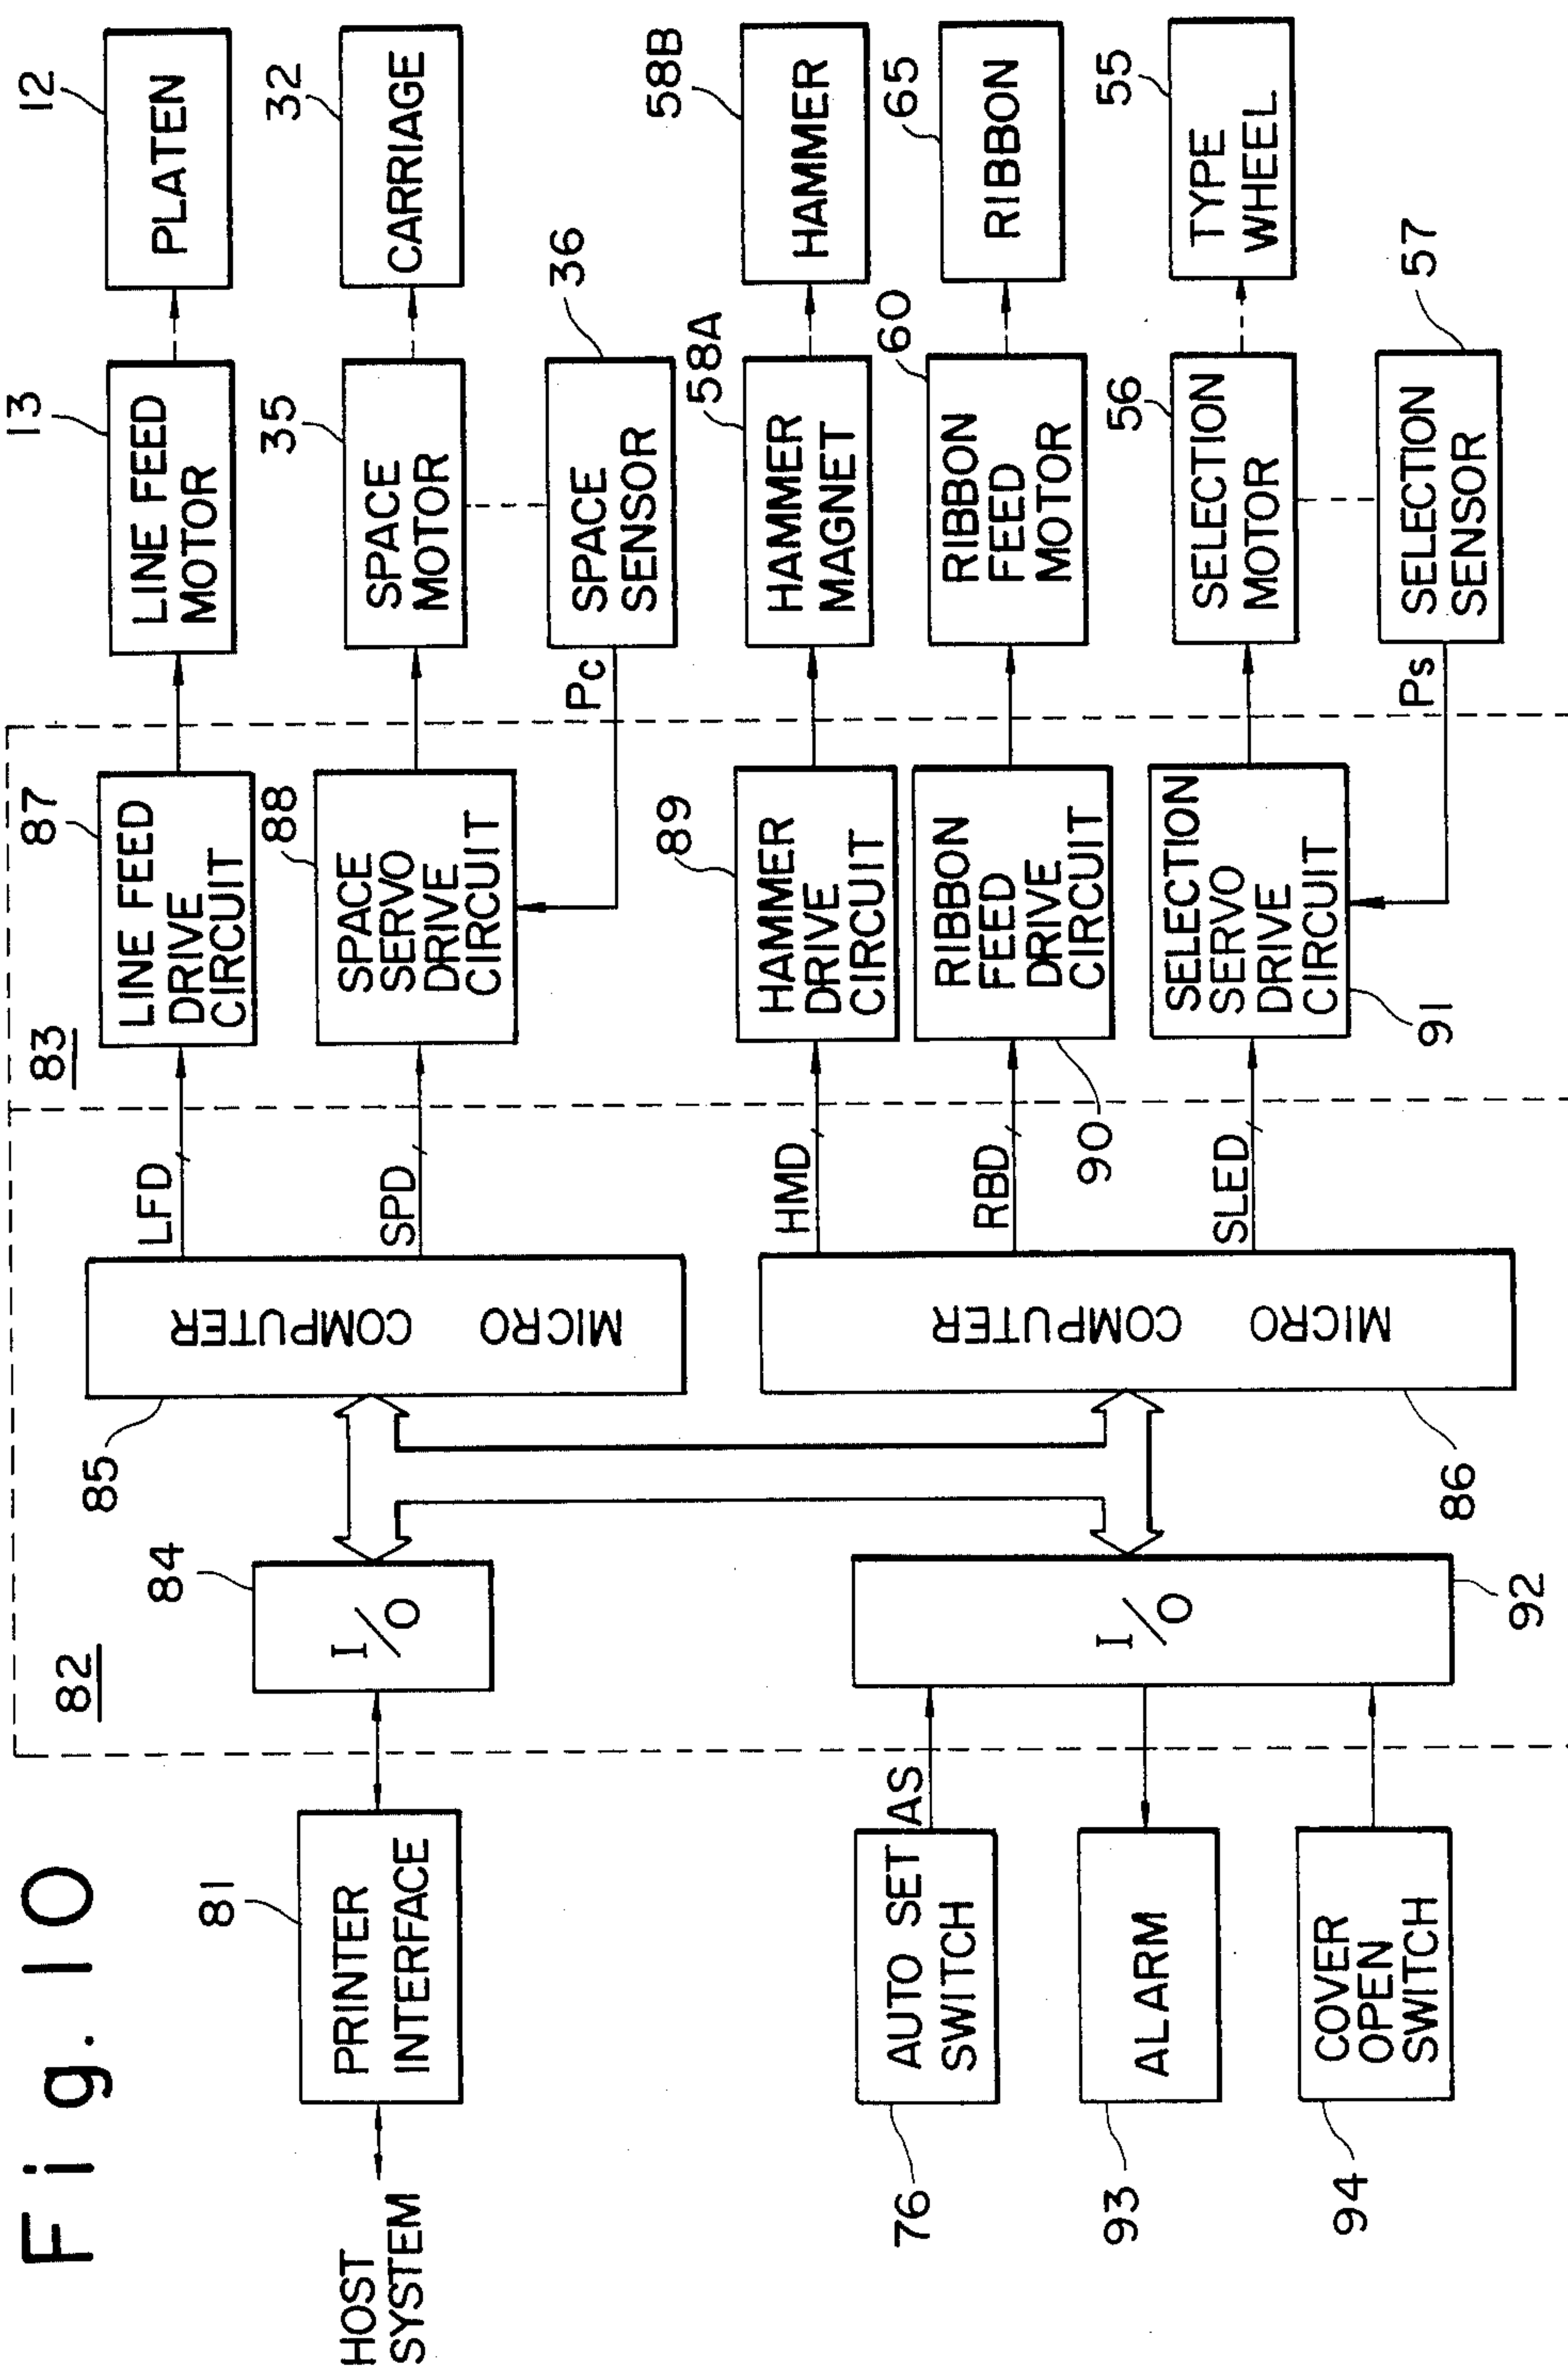 Fig. 10
HOST
SYSTEM
81
PRINTER
INTERFACE
76
AUTO SET
SWITCH
AS
93
ALARM
94
COVER
OPEN
SWITCH
82
84
I/O
92
I/O
85
MICRO COMPUTER
86
MICRO COMPUTER
LFD
SPD
HMD
RBD
SLED
83
87
LINE FEED
DRIVE
CIRCUIT
88
SPACE
SERVO
DRIVE
CIRCUIT
89
HAMMER
DRIVE
CIRCUIT
90
RIBBON
FEED
DRIVE
CIRCUIT
91
SELECTION
SERVO
DRIVE
CIRCUIT
13
LINE FEED
MOTOR
35
SPACE
MOTOR
36
SPACE
SENSOR
Pc
58A
HAMMER
MAGNET
60
RIBBON
FEED
MOTOR
56
SELECTION
MOTOR
57
SELECTION
SENSOR
Ps
12
PLATEN
32
CARRIAGE
58B
HAMMER
65
RIBBON
55
TYPE
WHEEL